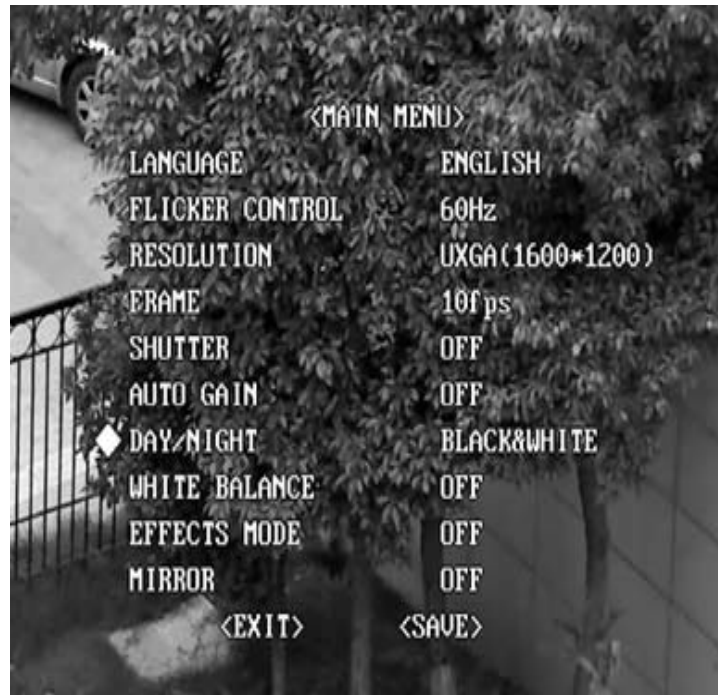 <MAIN MENU>
LANGUAGE ENGLISH
FLICKER CONTROL 60Hz
RESOLUTION UXGA(1600*1200)
FRAME 10fps
SHUTTER OFF
AUTO GAIN OFF
DAY/NIGHT BLACK&WHITE
WHITE BALANCE OFF
EFFECTS MODE OFF
MIRROR OFF
<EXIT> <SAVE>